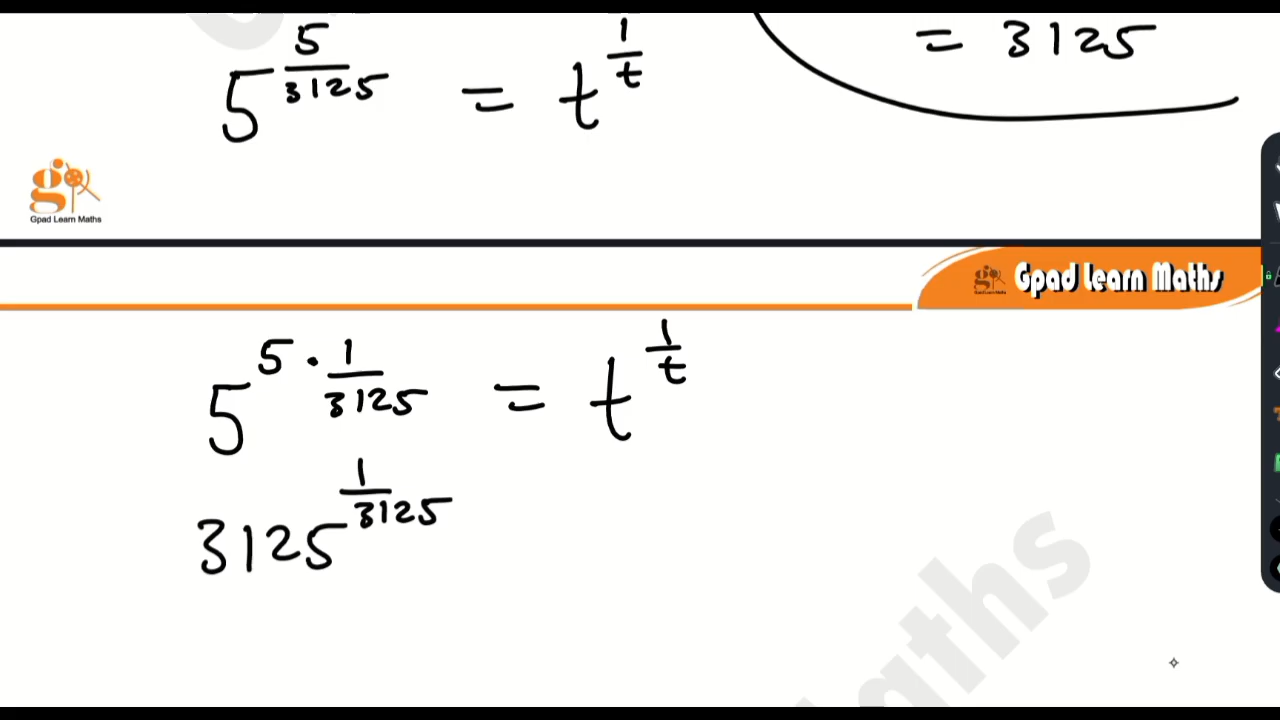 = 3125
5^(5/3125) = t^(1/t)
Gpad Learn Maths
Gpad Learn Maths
5^(5·1/3125) = t^(1/t)
3125^(1/3125)
aths